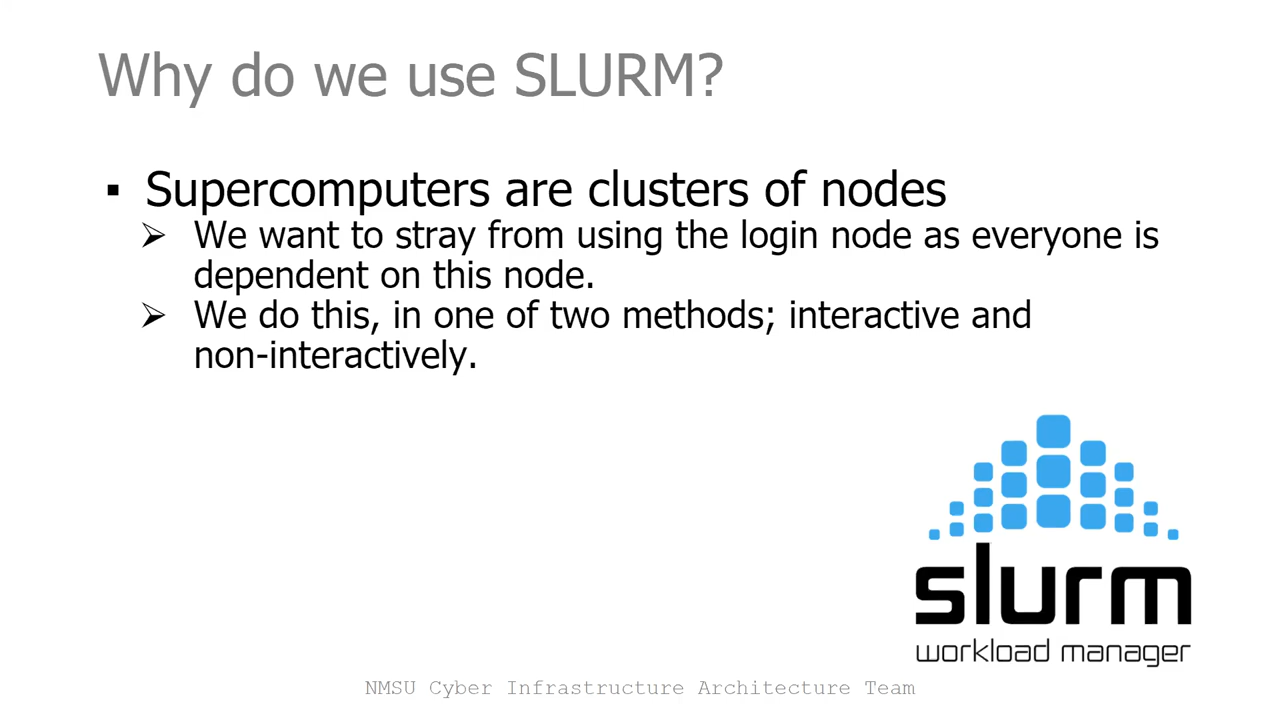 Why do we use SLURM?
▪ Supercomputers are clusters of nodes
➢ We want to stray from using the login node as everyone is
dependent on this node.
➢ We do this, in one of two methods; interactive and
non-interactively.
slurm
workload manager
NMSU Cyber Infrastructure Architecture Team